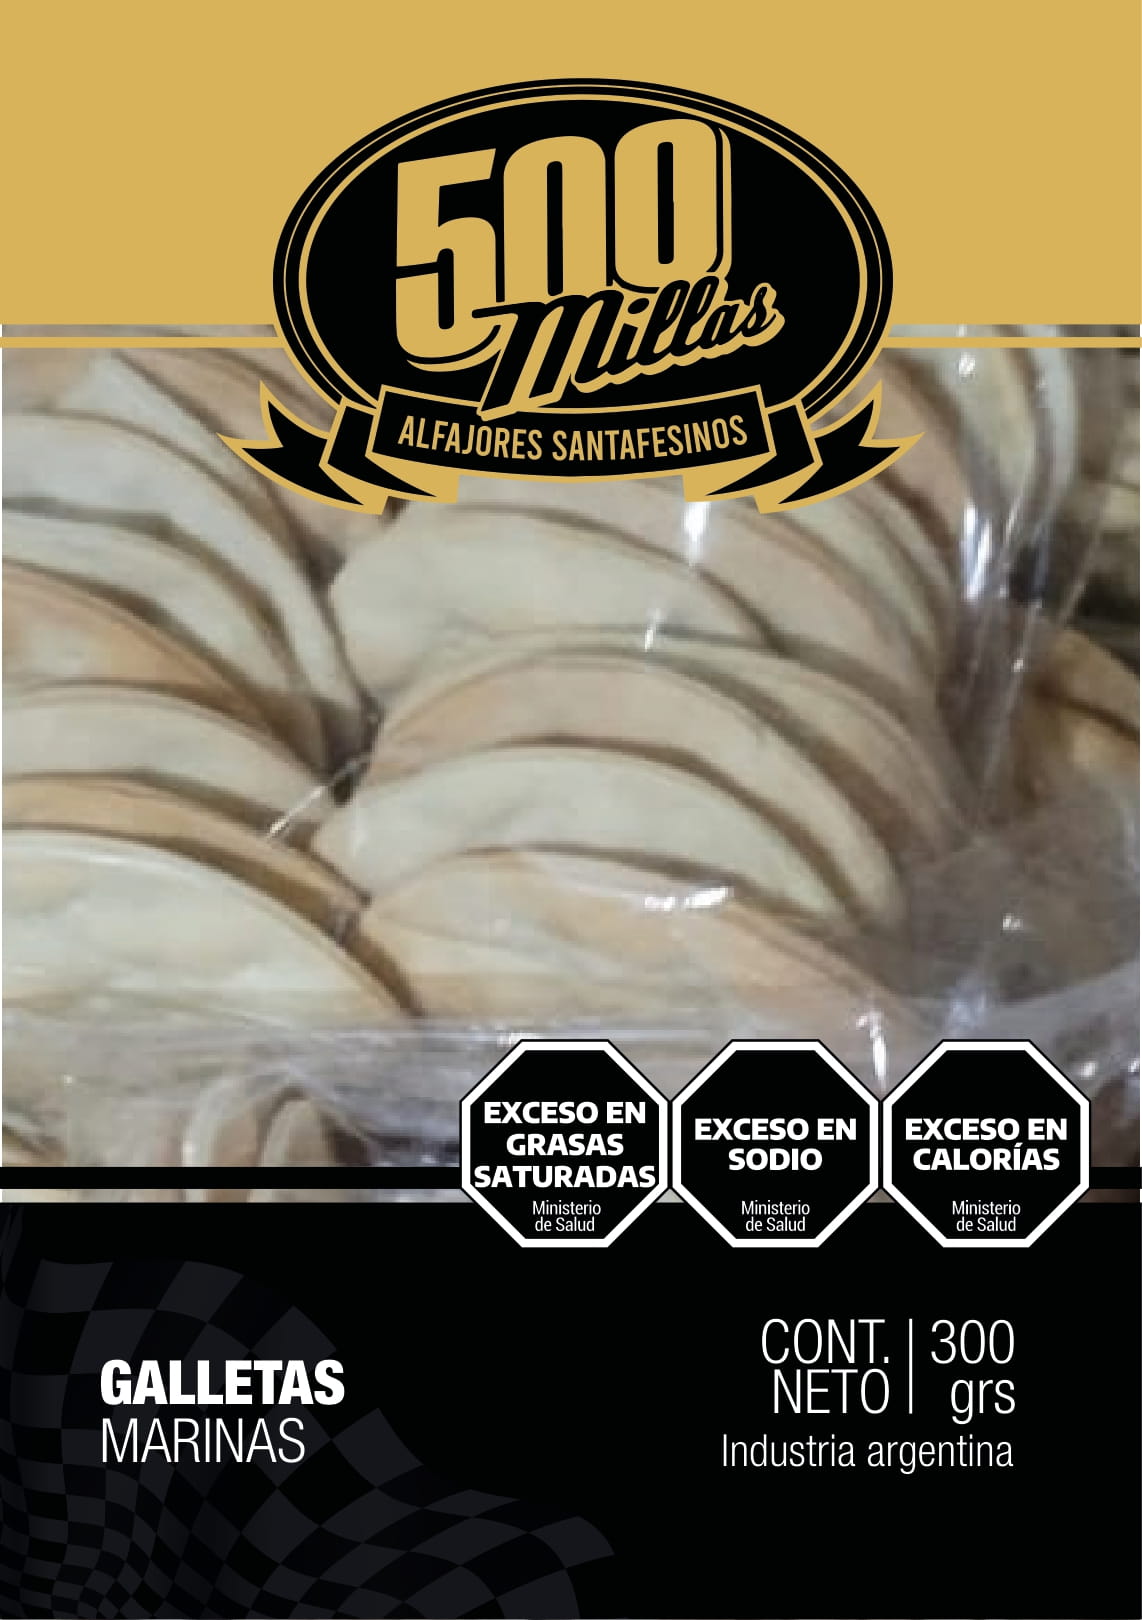 500
Millas
ALFAJORES SANTAFESINOS
EXCESO EN
GRASAS
SATURADAS
Ministerio
de Salud
EXCESO EN
SODIO
Ministerio
de Salud
EXCESO EN
CALORÍAS
Ministerio
de Salud
GALLETAS
MARINAS
CONT.
NETO
300
grs
Industria argentina